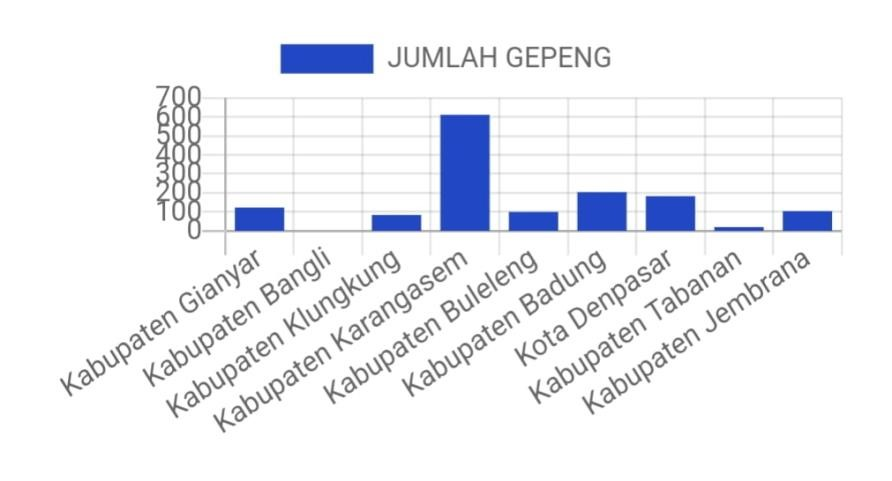 JUMLAH GEPENG
700
600
500
400
300
200
100
0
Kabupaten Gianyar
Kabupaten Bangli
Kabupaten Klungkung
Kabupaten Karangasem
Kabupaten Buleleng
Kabupaten Badung
Kota Denpasar
Kabupaten Tabanan
Kabupaten Jembrana